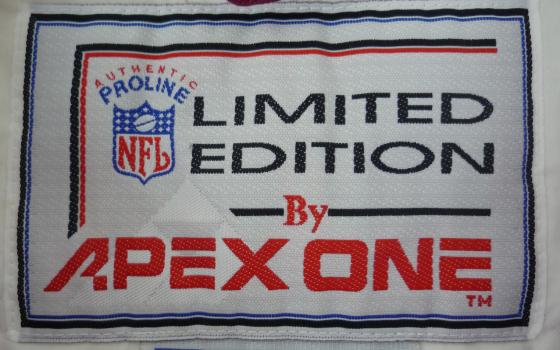 AUTHENTIC
PROLINE
NFL
LIMITED
EDITION
By
APEX ONE
TM